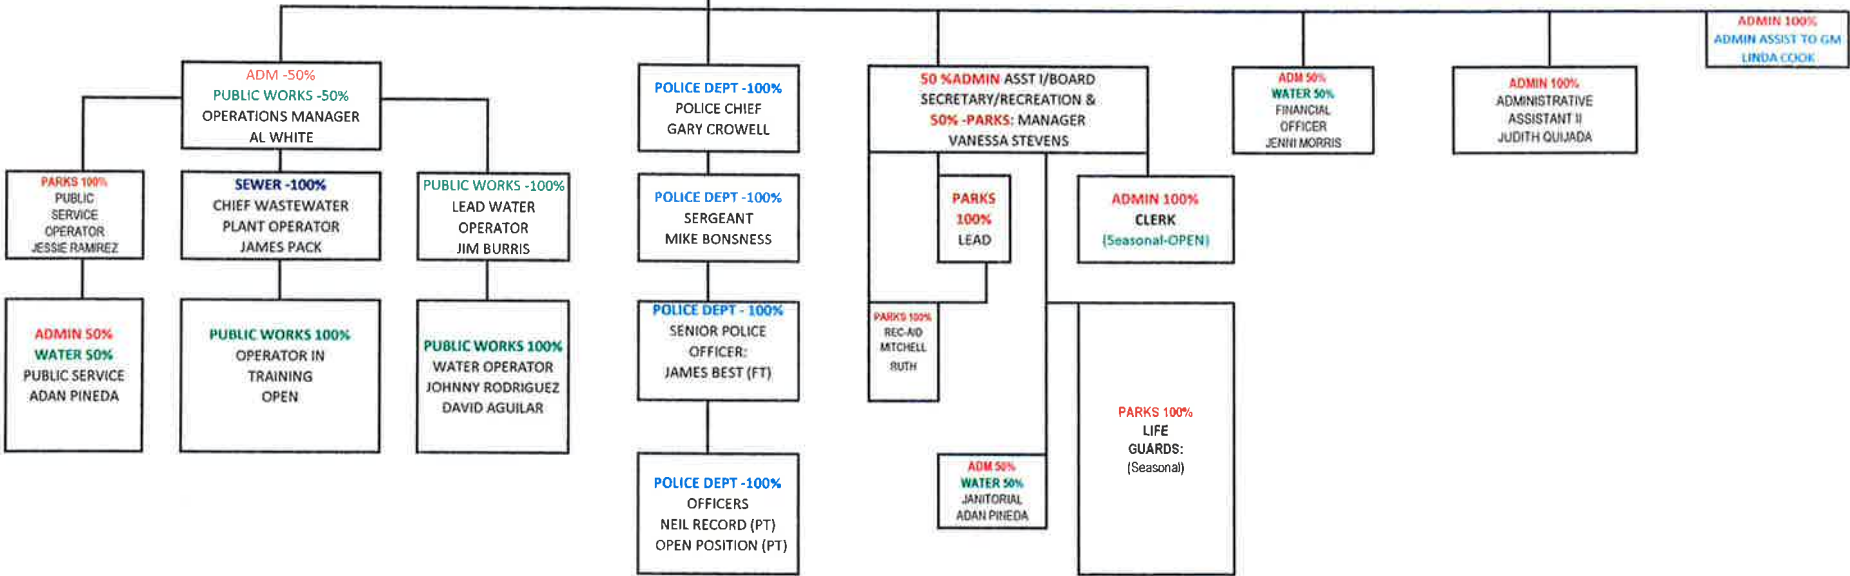 ADMIN 100%
ADMIN ASSIST TO GM
LINDA COOK
ADM -50%
PUBLIC WORKS -50%
OPERATIONS MANAGER
AL WHITE
POLICE DEPT -100%
POLICE CHIEF
GARY CROWELL
50 %ADMIN ASST I/BOARD
SECRETARY/RECREATION &
50% -PARKS: MANAGER
VANESSA STEVENS
ADM 50%
WATER 50%
FINANCIAL
OFFICER
JENNI MORRIS
ADMIN 100%
ADMINISTRATIVE
ASSISTANT II
JUDITH QUIJADA
PARKS 100%
PUBLIC
SERVICE
OPERATOR
JESSIE RAMIREZ
SEWER -100%
CHIEF WASTEWATER
PLANT OPERATOR
JAMES PACK
PUBLIC WORKS -100%
LEAD WATER
OPERATOR
JIM BURRIS
POLICE DEPT -100%
SERGEANT
MIKE BONSNESS
PARKS
100%
LEAD
ADMIN 100%
CLERK
(Seasonal-OPEN)
ADMIN 50%
WATER 50%
PUBLIC SERVICE
ADAN PINEDA
PUBLIC WORKS 100%
OPERATOR IN
TRAINING
OPEN
PUBLIC WORKS 100%
WATER OPERATOR
JOHNNY RODRIGUEZ
DAVID AGUILAR
POLICE DEPT - 100%
SENIOR POLICE
OFFICER:
JAMES BEST (FT)
PARKS 100%
REC-AID
MITCHELL
RUTH
PARKS 100%
LIFE
GUARDS:
(Seasonal)
POLICE DEPT -100%
OFFICERS
NEIL RECORD (PT)
OPEN POSITION (PT)
ADM 50%
WATER 50%
JANITORIAL
ADAN PINEDA